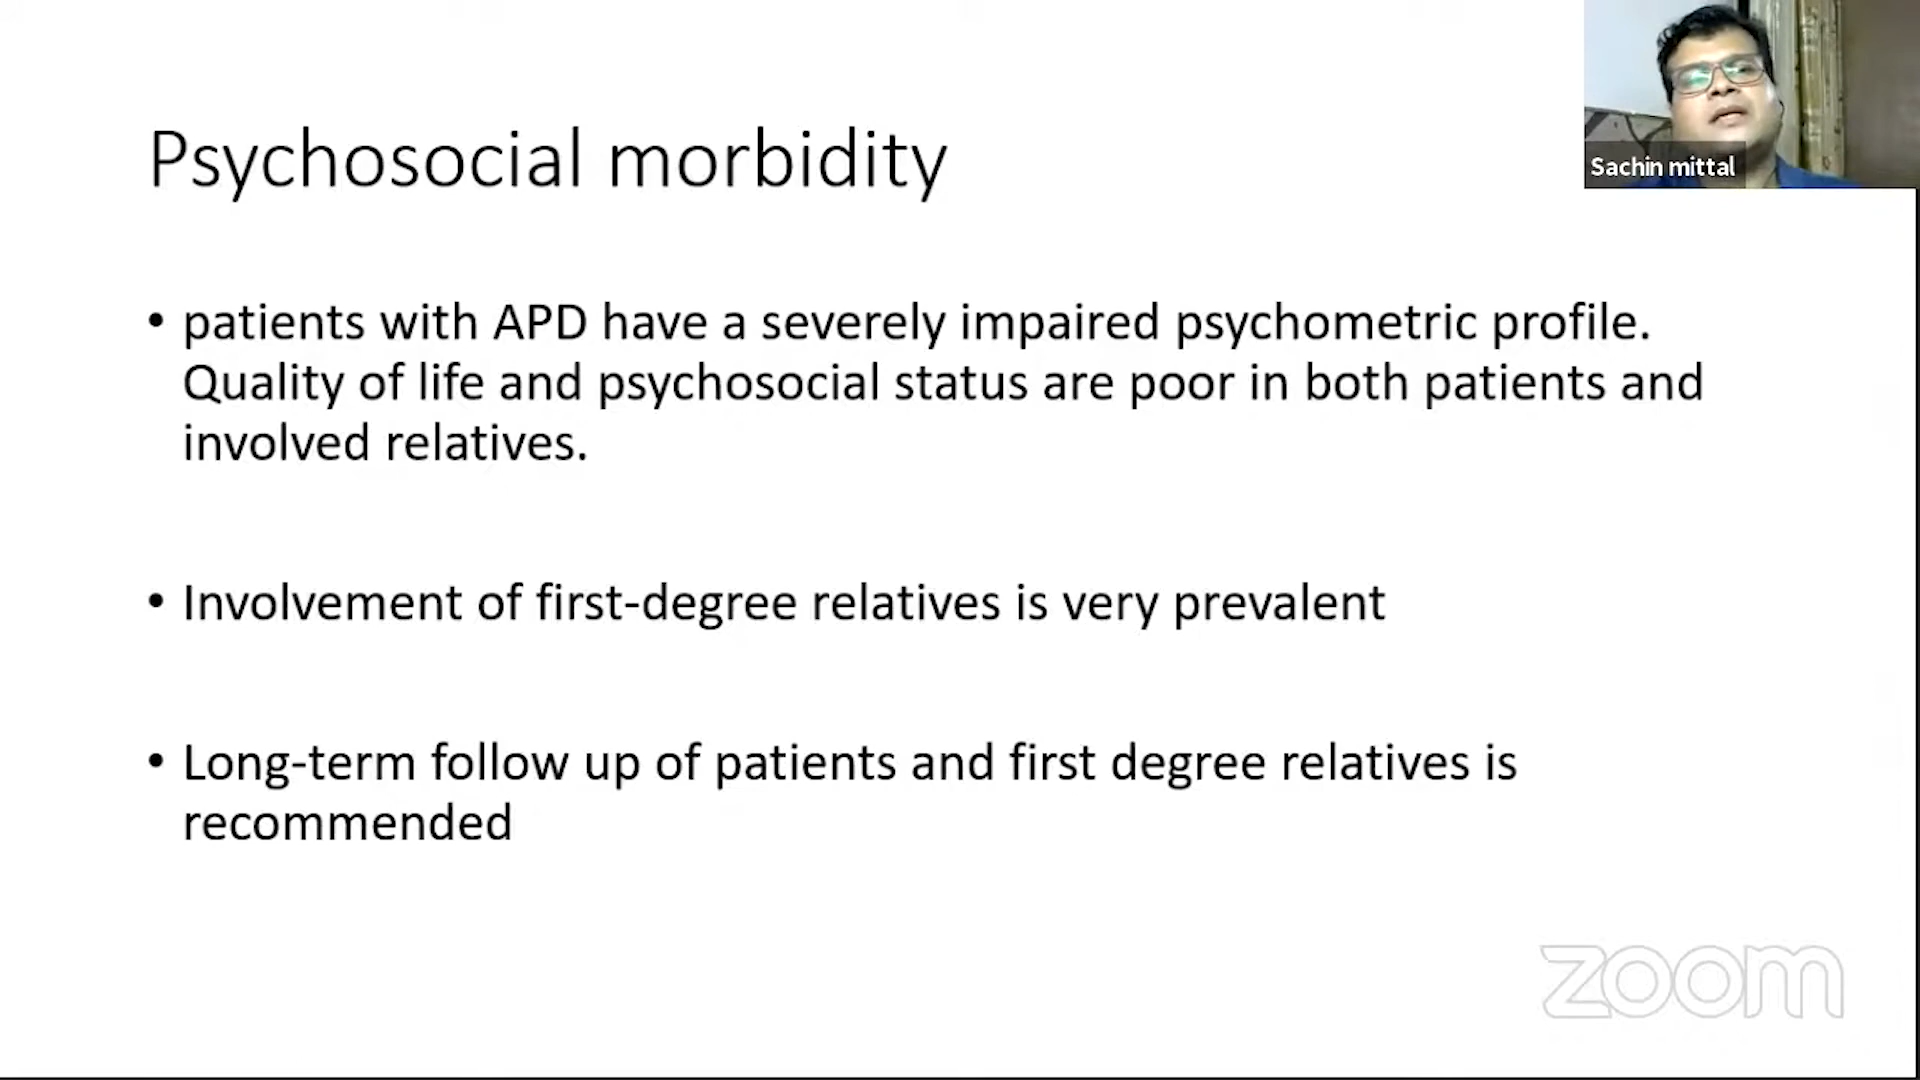 Psychosocial morbidity
Sachin mittal
• patients with APD have a severely impaired psychometric profile.
Quality of life and psychosocial status are poor in both patients and
involved relatives.
• Involvement of first-degree relatives is very prevalent
• Long-term follow up of patients and first degree relatives is
recommended
zoom